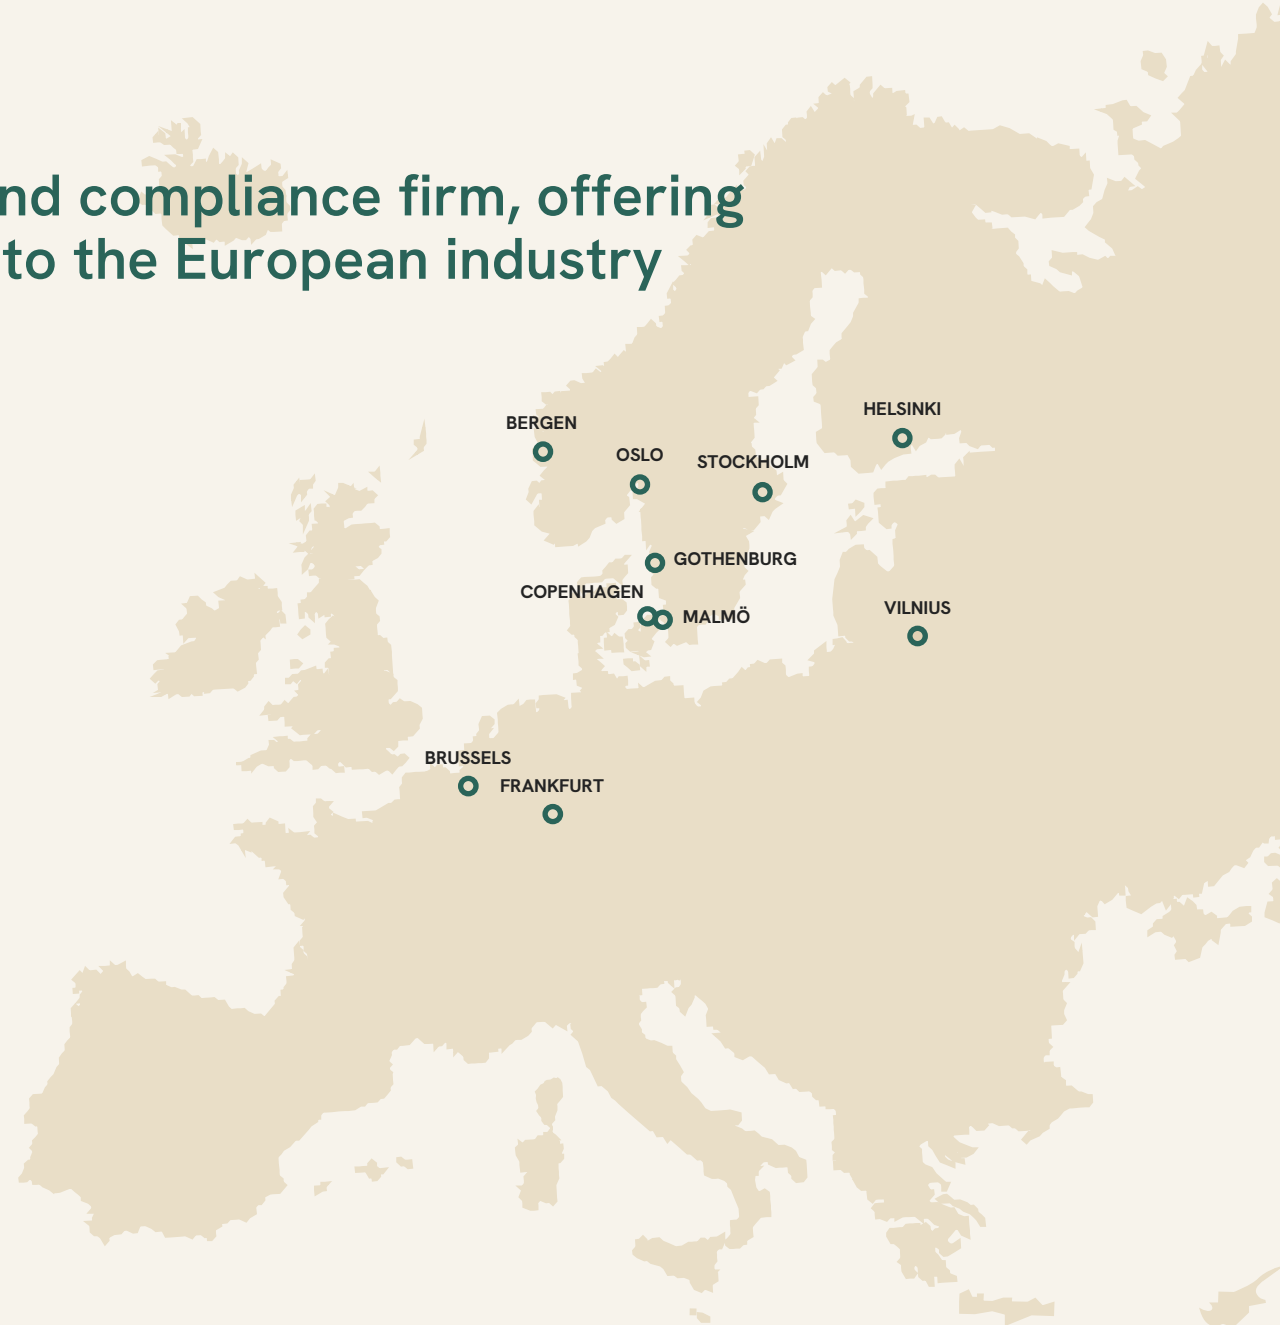 nd compliance firm, offering
to the European industry
BERGEN
HELSINKI
OSLO
STOCKHOLM
GOTHENBURG
COPENHAGEN
MALMÖ
VILNIUS
BRUSSELS
FRANKFURT